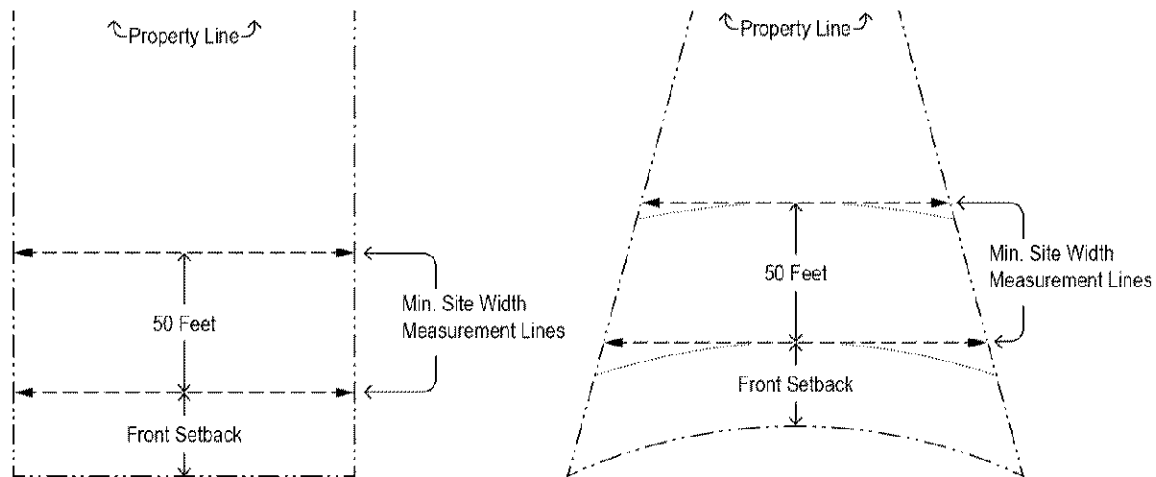 Property Line
50 Feet
Min. Site Width
Measurement Lines
Front Setback
Property Line
50 Feet
Min. Site Width
Measurement Lines
Front Setback